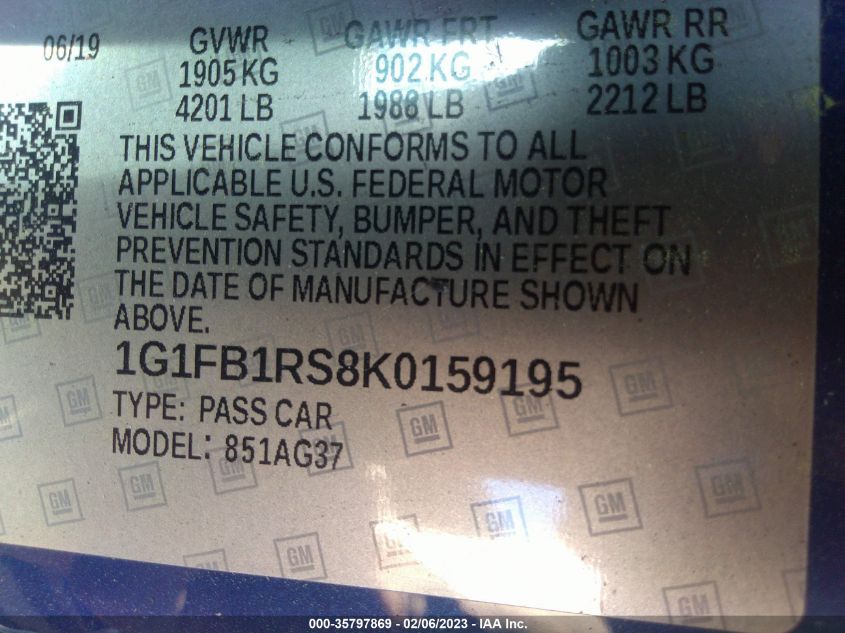 06/19 GVWR GAWR FRT GAWR RR
1905 KG 902 KG 1003 KG
4201 LB 1988 LB 2212 LB
THIS VEHICLE CONFORMS TO ALL
APPLICABLE U.S. FEDERAL MOTOR
VEHICLE SAFETY, BUMPER, AND THEFT
PREVENTION STANDARDS IN EFFECT ON
THE DATE OF MANUFACTURE SHOWN
ABOVE.
1G1FB1RS8K0159195
TYPE: PASS CAR
MODEL: 851AG37
GM
000-35797869 - 02/06/2023 - IAA Inc.